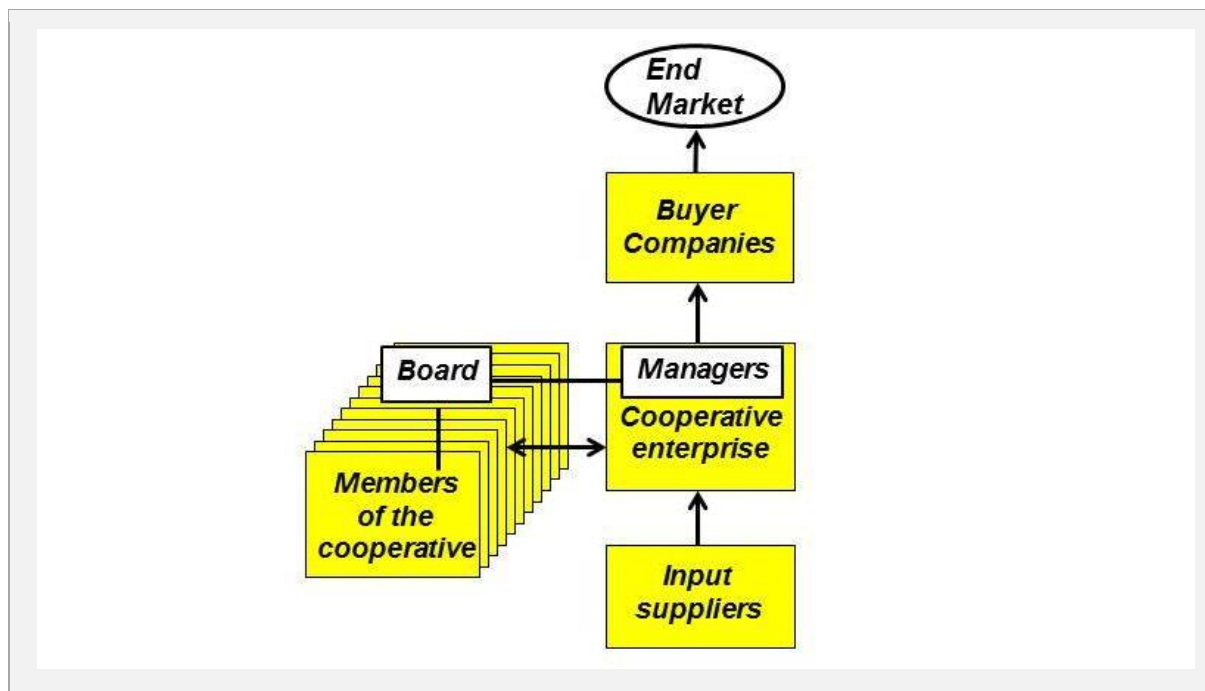 End
Market
Buyer
Companies
Board
Managers
Cooperative
enterprise
Members
of the
cooperative
Input
suppliers